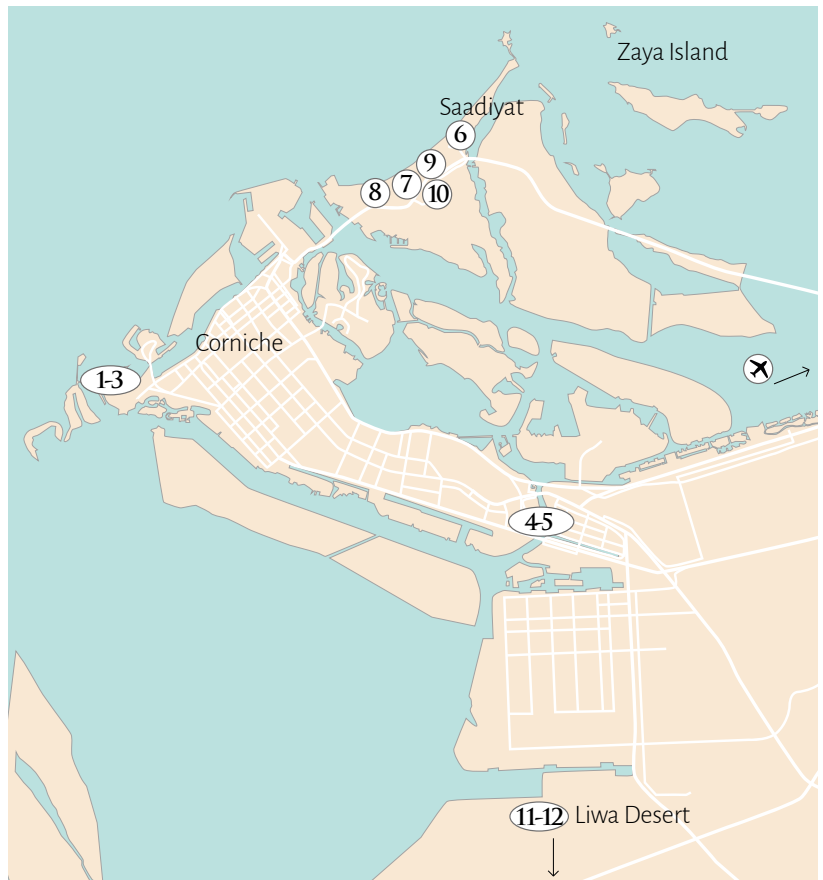 Zaya Island
Saadiyat
6
9
7
8
10
Corniche
1-3
4-5
11-12 Liwa Desert